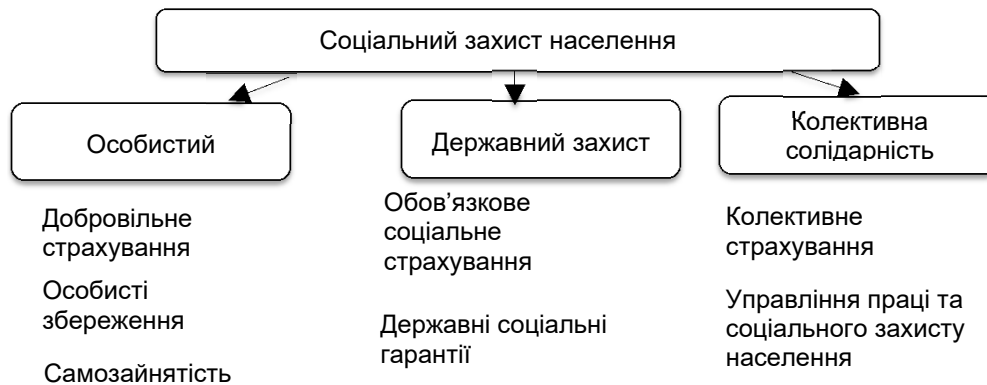 Соціальний захист населення
Особистий
Державний захист
Колективна
солідарність
Добровільне
страхування
Особисті
збереження
Самозайнятість
Обов’язкове
соціальне
страхування
Державні соціальні
гарантії
Колективне
страхування
Управління праці та
соціального захисту
населення